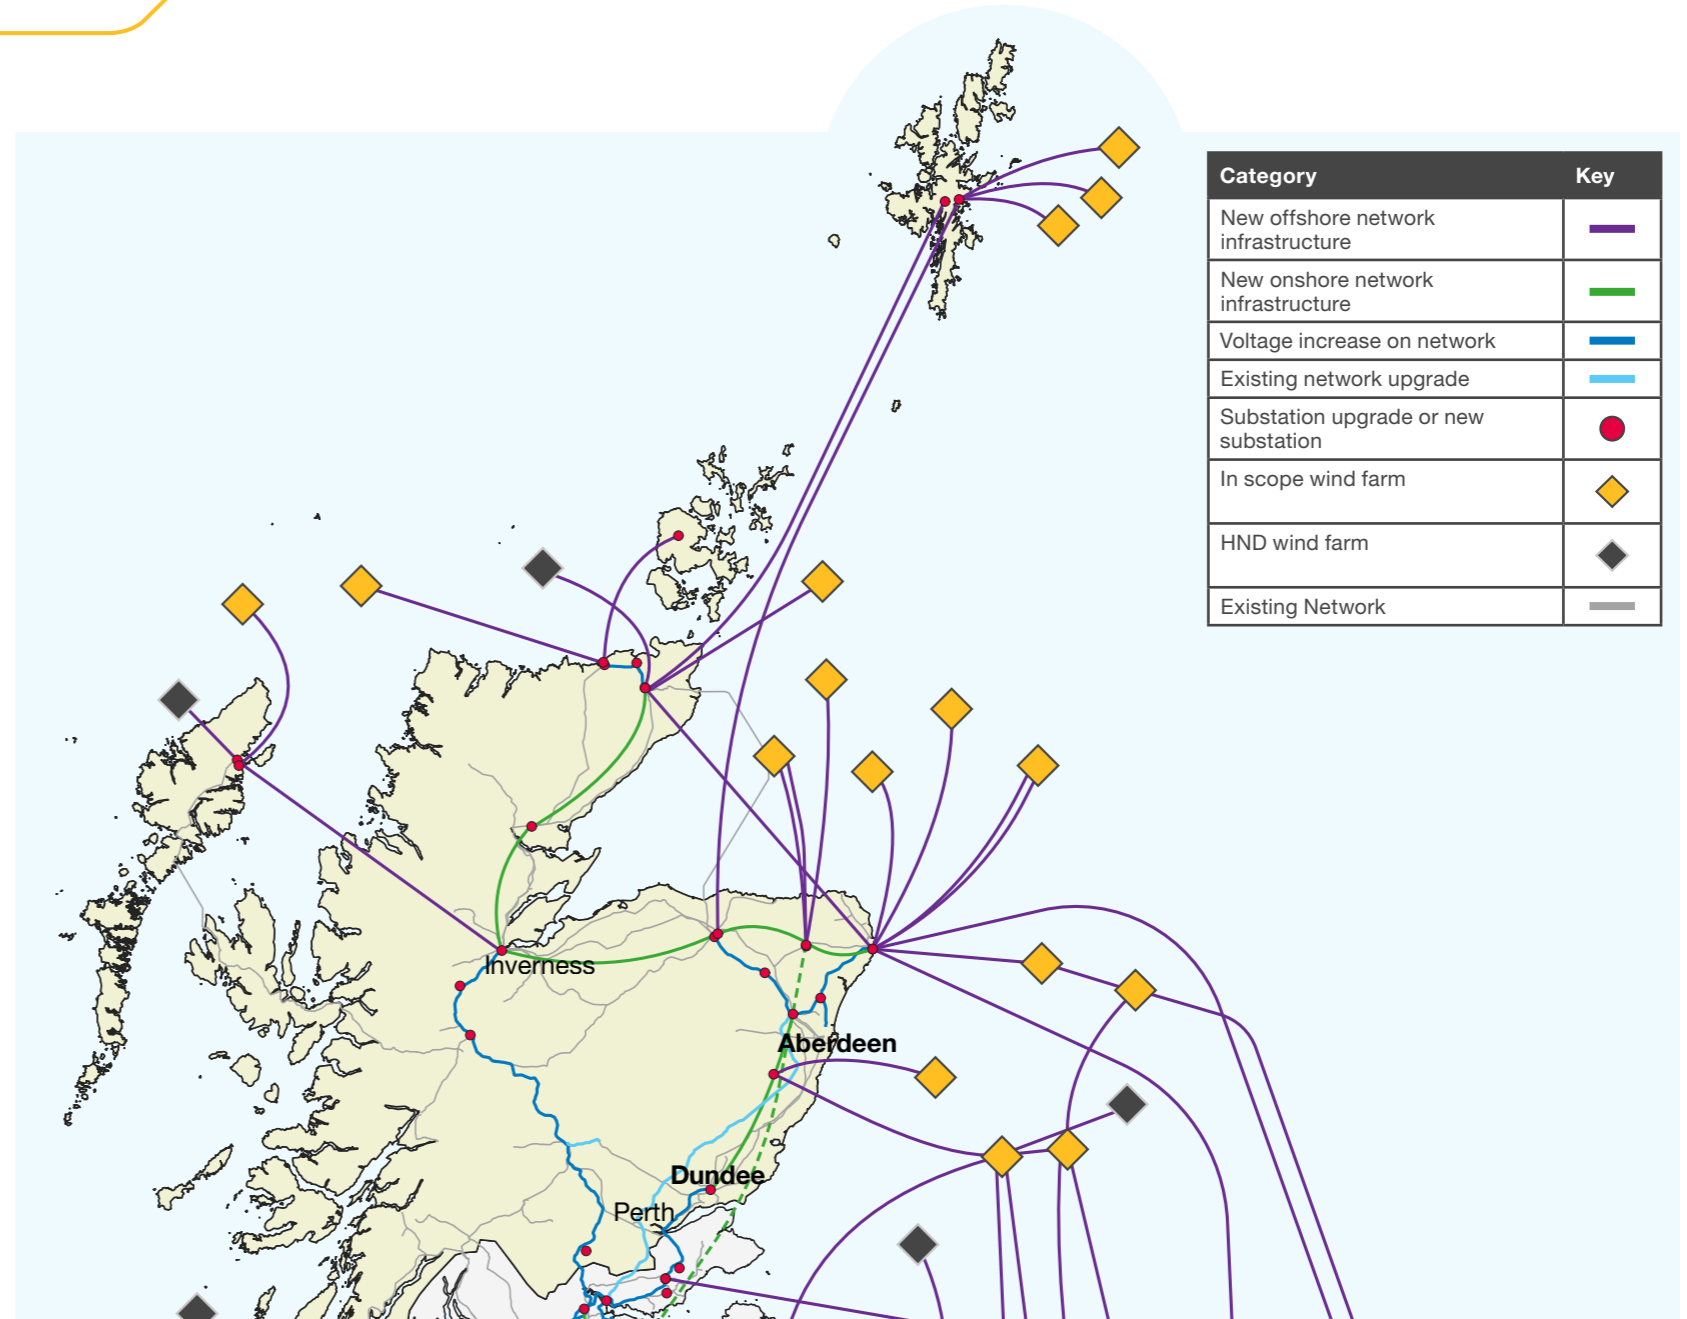 Category Key
New offshore network
infrastructure
New onshore network
infrastructure
Voltage increase on network
Existing network upgrade
Substation upgrade or new
substation
In scope wind farm
HND wind farm
Existing Network
Inverness
Aberdeen
Dundee
Perth